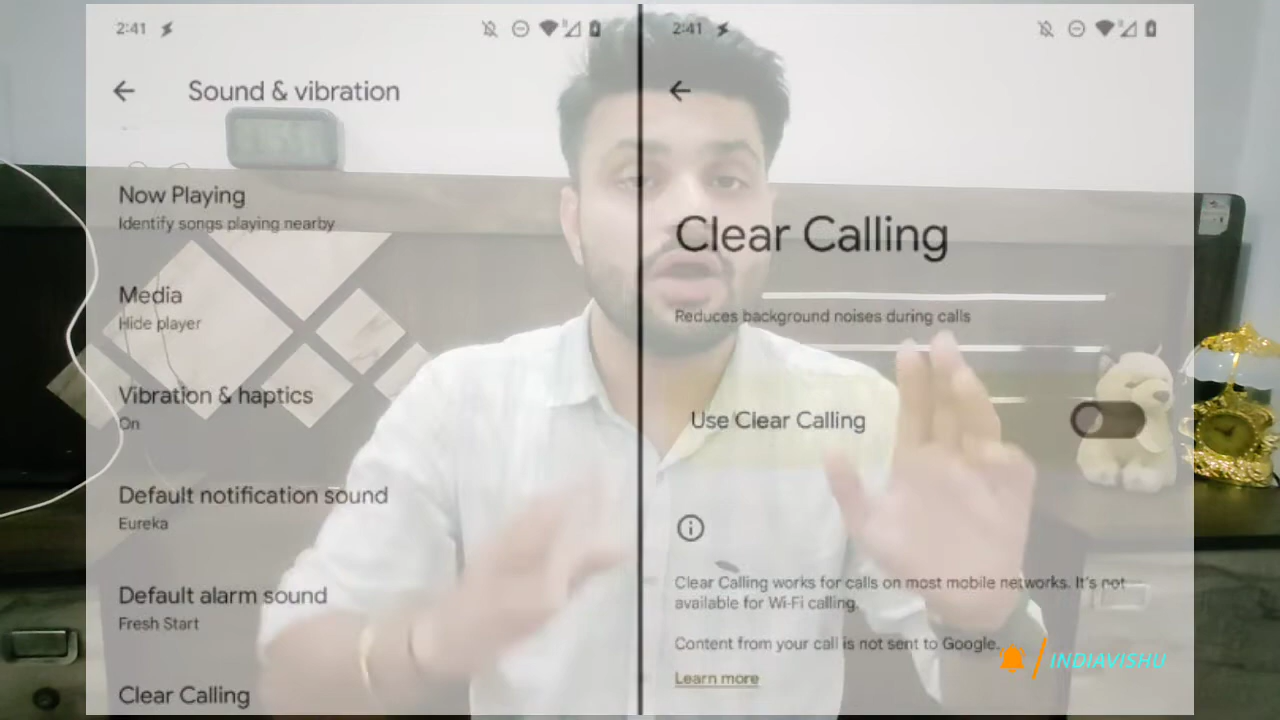 2:41
Sound & vibration
Now Playing
Identify songs playing nearby
Media
Hide player
Vibration & haptics
On
Default notification sound
Eureka
Default alarm sound
Fresh Start
Clear Calling
2:41
Clear Calling
Reduces background noises during calls
Use Clear Calling
Clear Calling works for calls on most mobile networks. It's not
available for Wi-Fi calling.
Content from your call is not sent to Google.
Learn more
INDIAVISHU